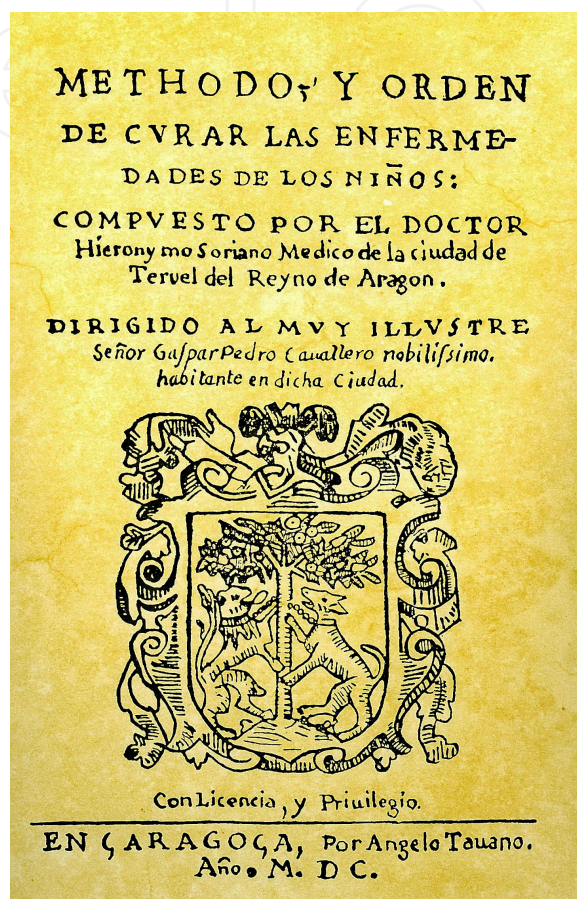 METHODO, Y ORDEN
DE CVRAR LAS ENFERME-
DADES DE LOS NIÑOS:
COMPVESTO POR EL DOCTOR
Hieronymo Soriano Medico de la ciudad de
Teruel del Reyno de Aragon.
DIRIGIDO AL MVY ILLVSTRE
Señor Gaſpar Pedro Cauallero nobiliſsimo.
habitante en dicha Ciudad.
Con Licencia, y Priuilegio.
EN ÇARAGOÇA, Por Angelo Tauano.
Año. M. D C.